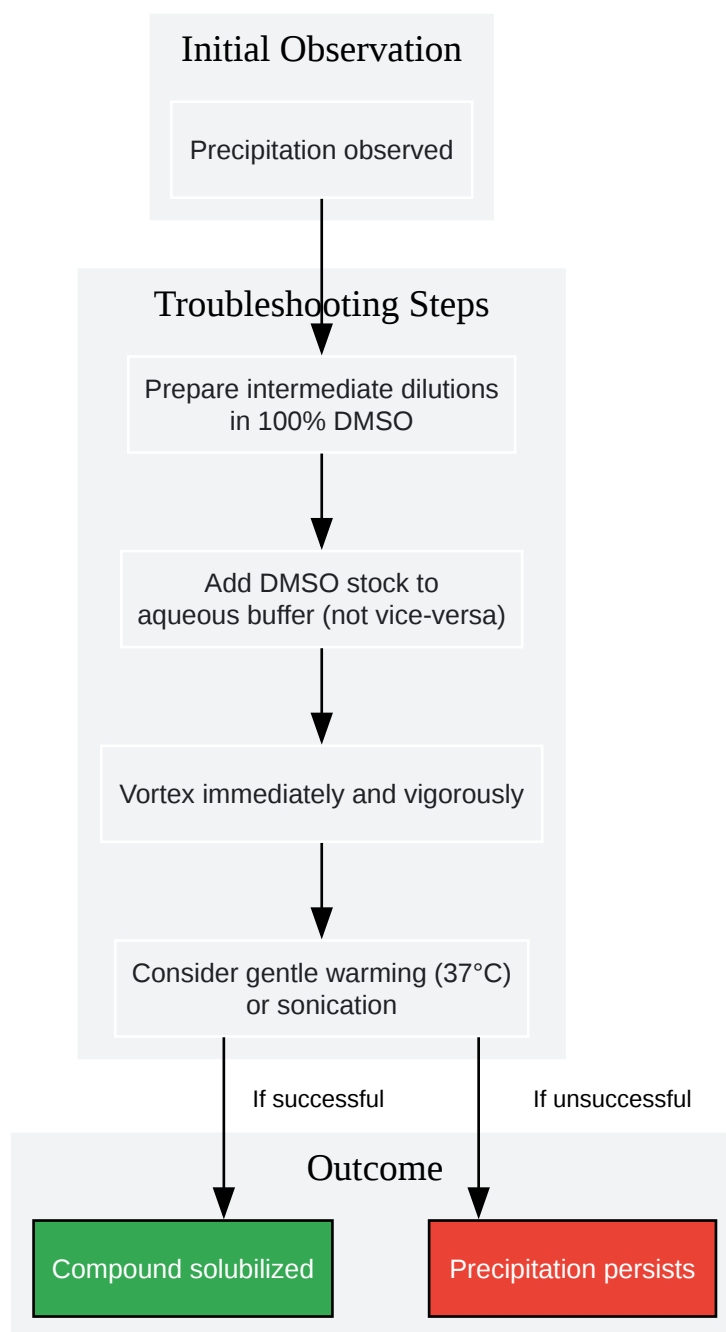 Initial Observation
Precipitation observed
Troubleshooting Steps
Prepare intermediate dilutions
in 100% DMSO
Add DMSO stock to
aqueous buffer (not vice-versa)
Vortex immediately and vigorously
Consider gentle warming (37°C)
or sonication
If successful
If unsuccessful
Outcome
Compound solubilized
Precipitation persists